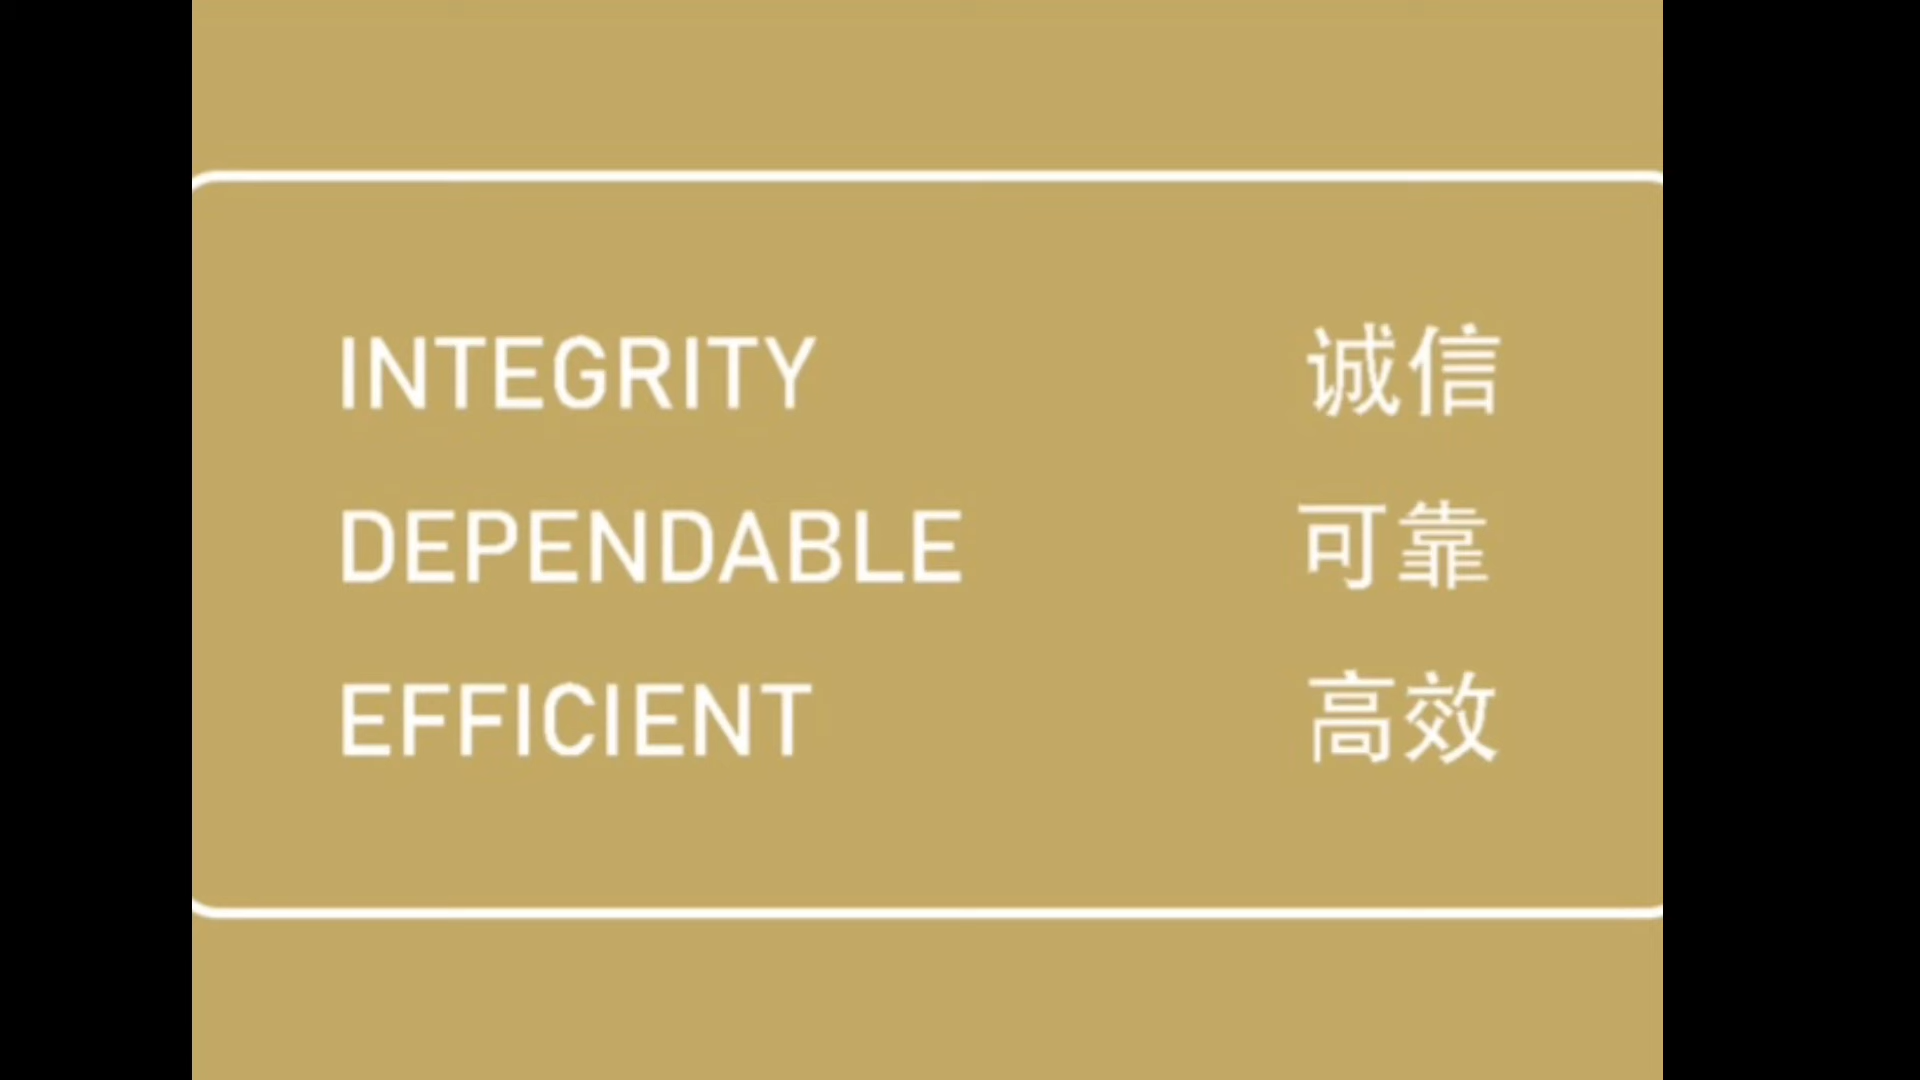 INTEGRITY 诚信
DEPENDABLE 可靠
EFFICIENT 高效